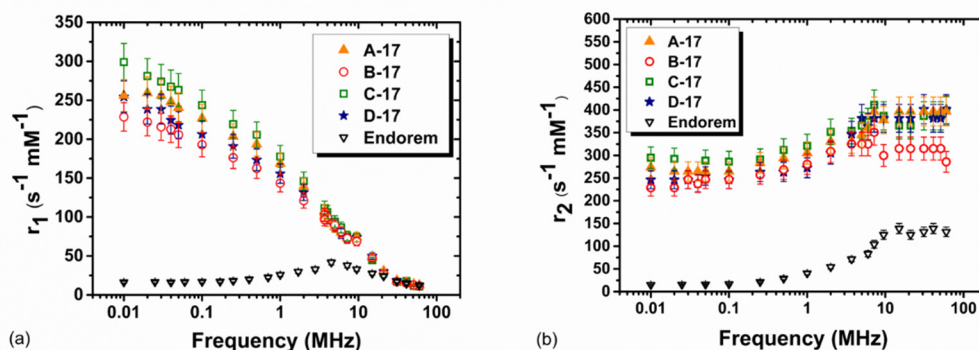 350
300
250
200
150
100
50
0
r1 (s-1 mM-1)
A-17
B-17
C-17
D-17
Endorem
0.01 0.1 1 10 100
Frequency (MHz)
(a)
600
550
500
450
400
350
300
250
200
150
100
50
0
r2 (s-1 mM-1)
A-17
B-17
C-17
D-17
Endorem
0.01 0.1 1 10 100
Frequency (MHz)
(b)